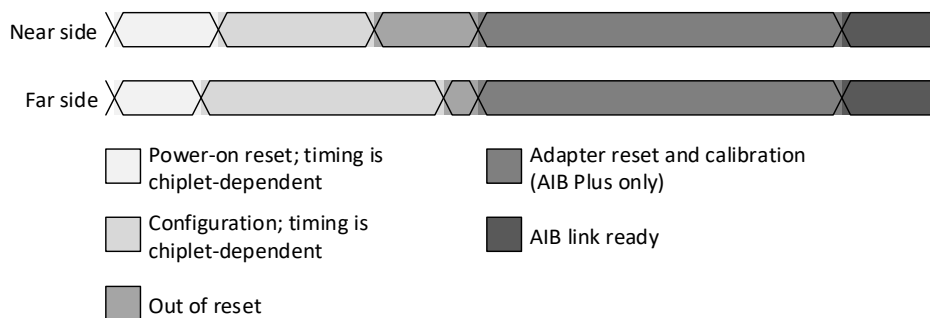 Near side
Far side
Power-on reset; timing is
chiplet-dependent
Configuration; timing is
chiplet-dependent
Out of reset
Adapter reset and calibration
(AIB Plus only)
AIB link ready